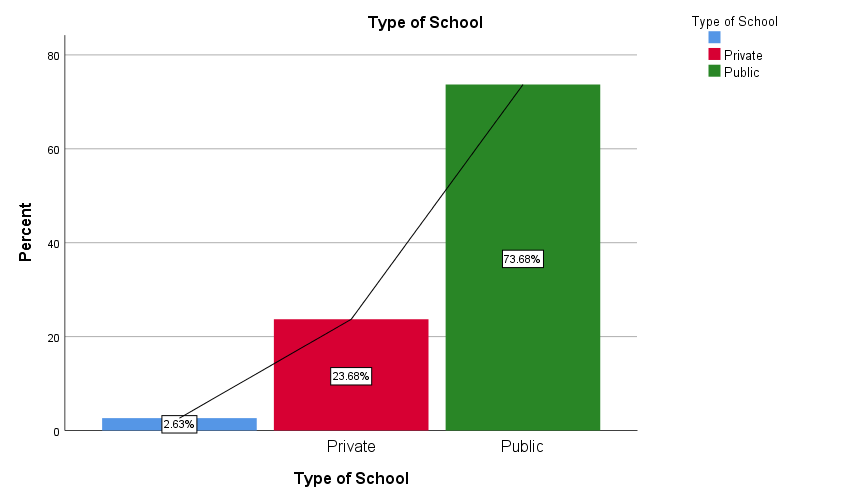 Type of School
Type of School
Private
Public
Percent
80
60
40
20
0
73.68%
23.68%
2.63%
Private
Public
Type of School